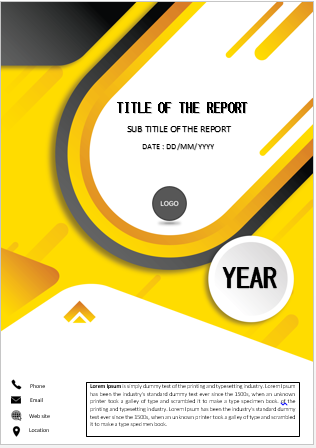 TITLE OF THE REPORT
SUB TITILE OF THE REPORT
DATE : DD/MM/YYYY
LOGO
YEAR
Phone
Email
Web site
Location
Lorem Ipsum is simply dummy text of the printing and typesetting industry. Lorem Ipsum
has been the industry's standard dummy text ever since the 1500s, when an unknown
printer took a galley of type and scrambled it to make a type specimen book. of the
printing and typesetting industry. Lorem Ipsum has been the industry's standard dummy
text ever since the 1500s, when an unknown printer took a galley of type and scrambled
it to make a type specimen book.